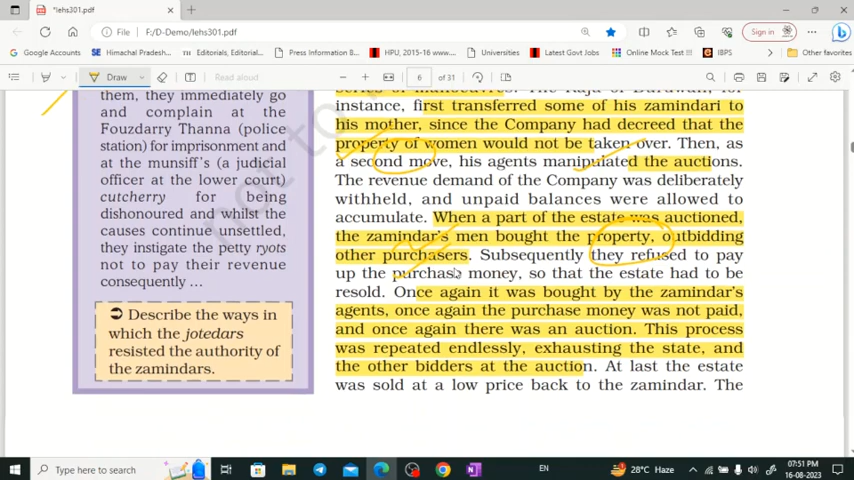 *lehs301.pdf
Sign in
File
F:/D-Demo/lehs301.pdf
Google Accounts
Himachal Pradesh...
Editorials, Editorial...
Press Information B...
HPU, 2015-16 www....
Universities
Latest Govt Jobs
Online Mock Test !!!
IBPS
Other favorites
Draw
Read aloud
6
of 31
them, they immediately go
and complain at the
Fouzdarry Thanna (police
station) for imprisonment and
at the munsiff's (a judicial
officer at the lower court)
cutcherry for being
dishonoured and whilst the
causes continue unsettled,
they instigate the petty ryots
not to pay their revenue
consequently ...
Describe the ways in
which the jotedars
resisted the authority of
the zamindars.
not to
series of manoeuvres. The Raja of Burdwan, for
instance, first transferred some of his zamindari to
his mother, since the Company had decreed that the
property of women would not be taken over. Then, as
a second move, his agents manipulated the auctions.
The revenue demand of the Company was deliberately
withheld, and unpaid balances were allowed to
accumulate. When a part of the estate was auctioned,
the zamindar's men bought the property, outbidding
other purchasers. Subsequently they refused to pay
up the purchase money, so that the estate had to be
resold. Once again it was bought by the zamindar's
agents, once again the purchase money was not paid,
and once again there was an auction. This process
was repeated endlessly, exhausting the state, and
the other bidders at the auction. At last the estate
was sold at a low price back to the zamindar. The
Type here to search
EN
28°C Haze
07:51 PM
16-08-2023